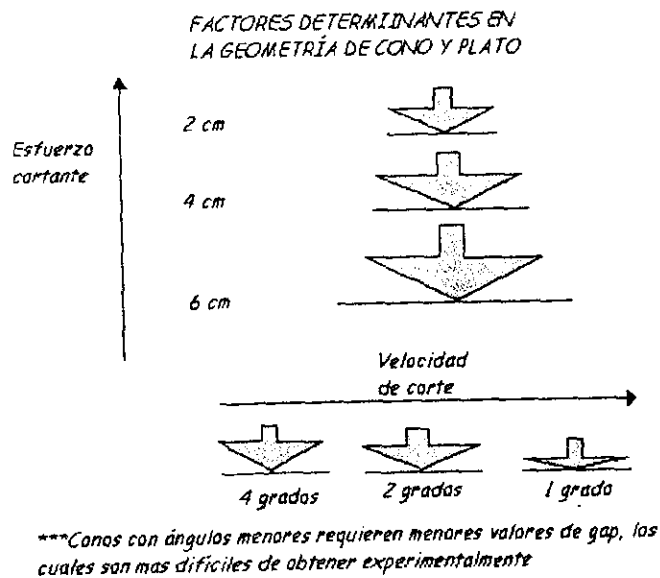 FACTORES DETERMIINANTES EN
LA GEOMETRÍA DE CONO Y PLATO
Esfuerzo
cortante
2 cm
4 cm
6 cm
Velocidad
de corte
4 grados
2 grados
1 grado
***Conos con ángulos menores requieren menores valores de gap, los
cuales son mas difíciles de obtener experimentalmente